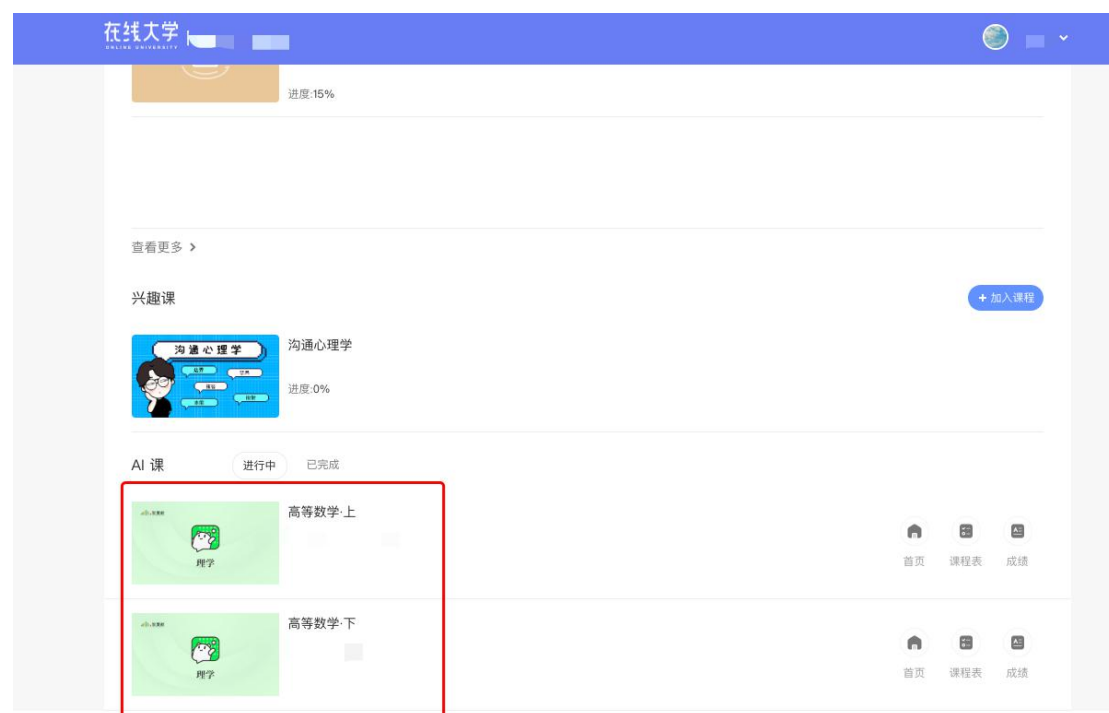 在线大学
ONLINE UNIVERSITY
进度:15%
查看更多 >
兴趣课
+ 加入课程
沟通心理学
沟通心理学
进度:0%
AI 课
进行中
已完成
高等数学·上
理学
首页
课程表
成绩
高等数学·下
理学
首页
课程表
成绩